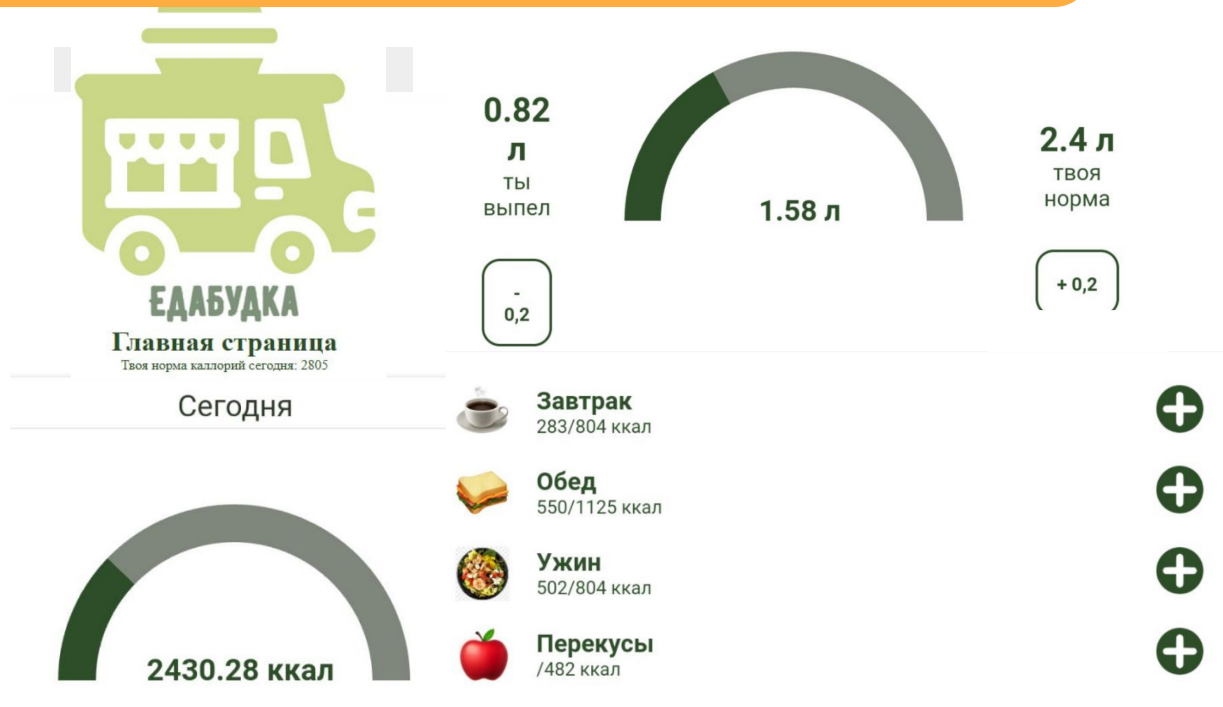 ЕДАБУДКА
Главная страница
Твоя норма каллорий сегодня: 2805
Сегодня
2430.28 ккал
0.82
л
ты
выпел
-
0,2
1.58 л
2.4 л
твоя
норма
+ 0,2
Завтрак
283/804 ккал
Обед
550/1125 ккал
Ужин
502/804 ккал
Перекусы
/482 ккал